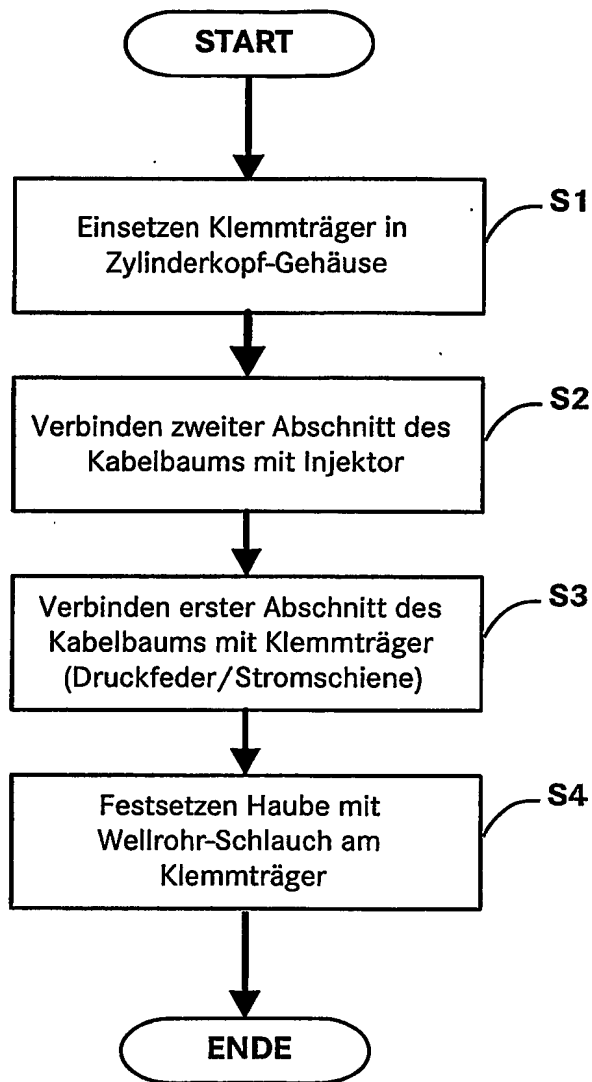 START
Einsetzen Klemmträger in
Zylinderkopf-Gehäuse
S1
Verbinden zweiter Abschnitt des
Kabelbaums mit Injektor
S2
Verbinden erster Abschnitt des
Kabelbaums mit Klemmträger
(Druckfeder/Stromschiene)
S3
Festsetzen Haube mit
Wellrohr-Schlauch am
Klemmträger
S4
ENDE